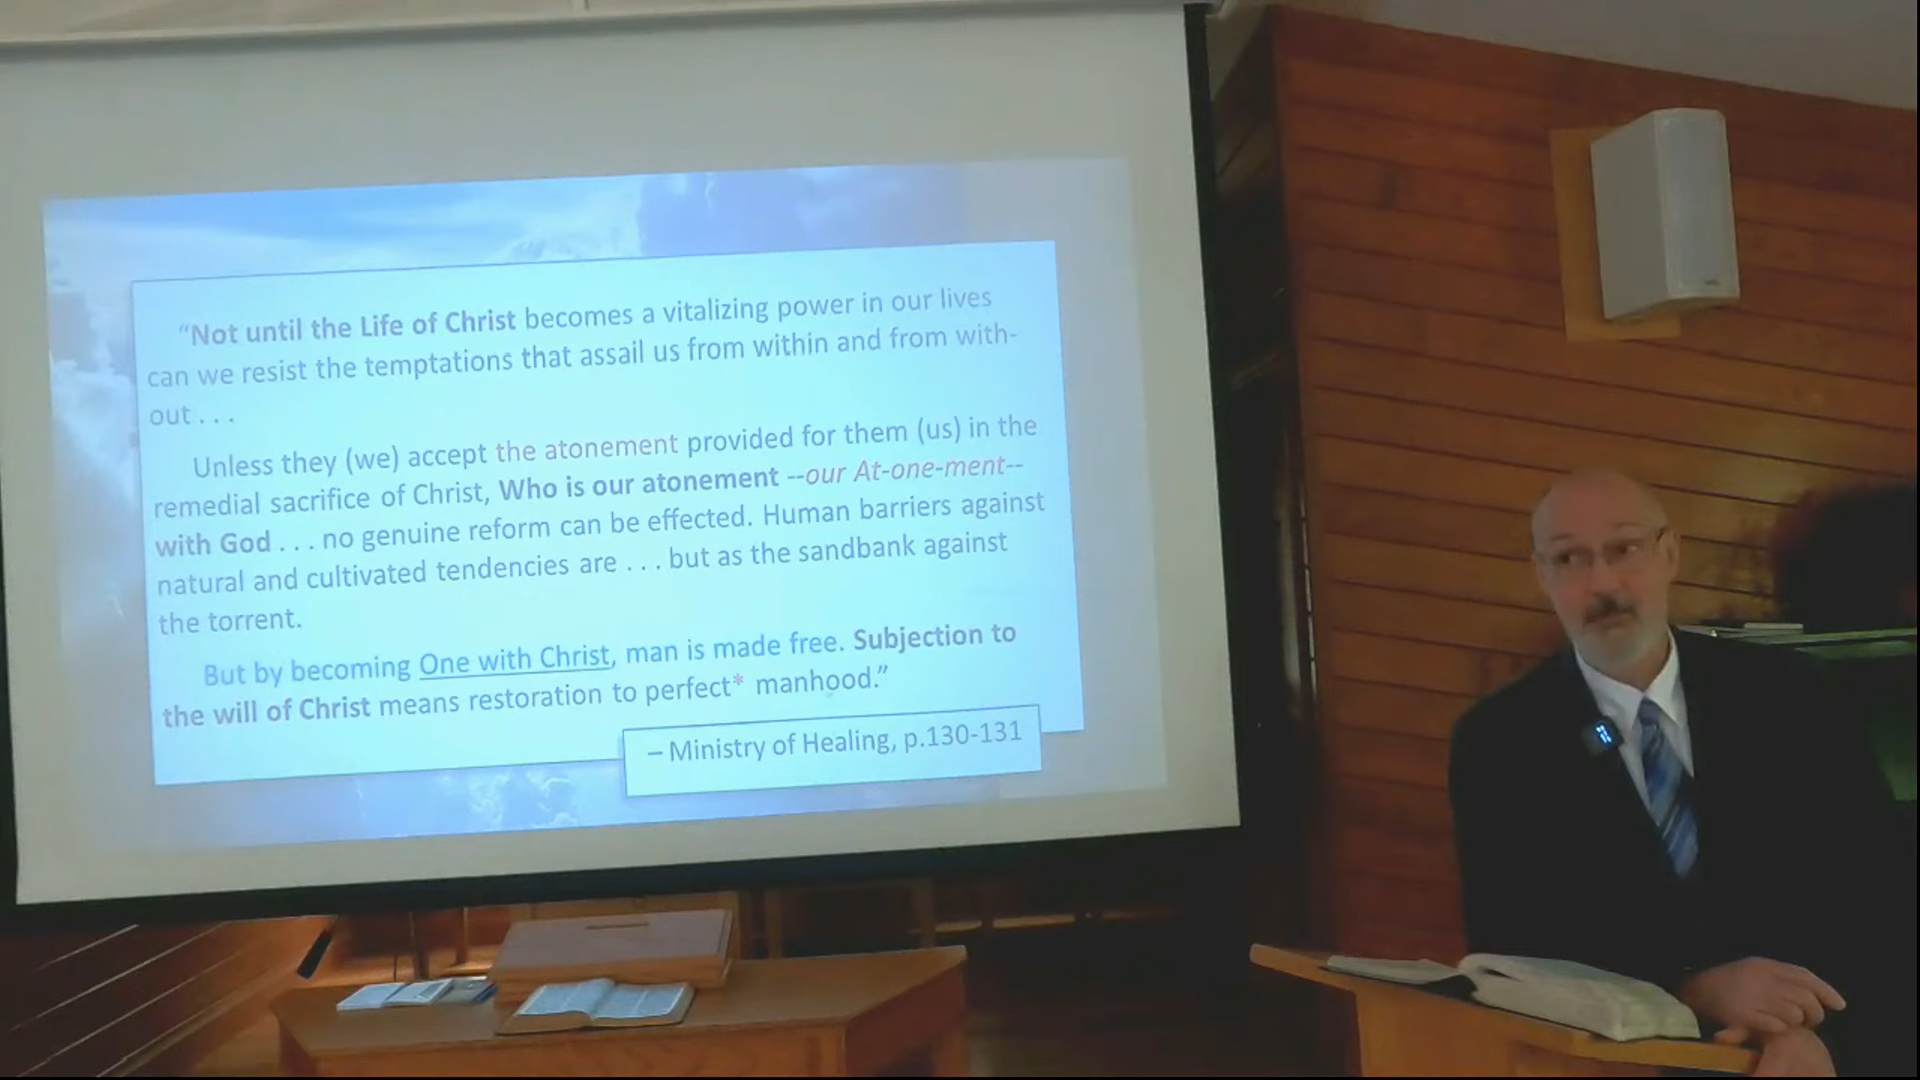 “Not until the Life of Christ becomes a vitalizing power in our lives
can we resist the temptations that assail us from within and from with-
out . . .
Unless they (we) accept the atonement provided for them (us) in the
remedial sacrifice of Christ, Who is our atonement --our At-one-ment--
with God . . . no genuine reform can be effected. Human barriers against
natural and cultivated tendencies are . . . but as the sandbank against
the torrent.
But by becoming One with Christ, man is made free. Subjection to
the will of Christ means restoration to perfect* manhood.”
– Ministry of Healing, p.130-131